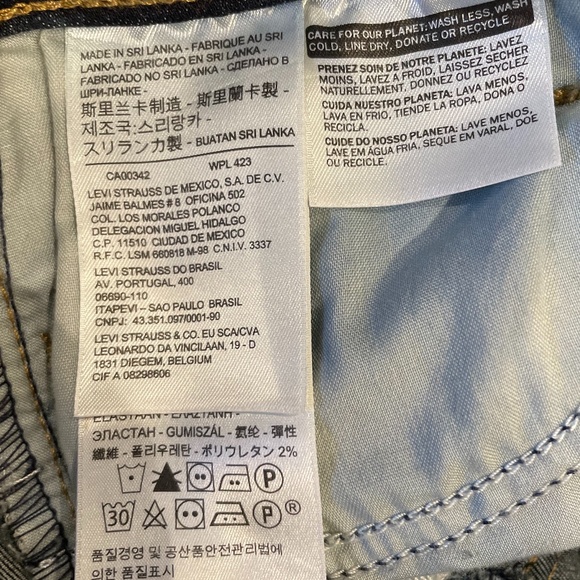 MADE IN SRI LANKA - FABRIQUE AU SRI
LANKA - FABRICADO EN SRI LANKA -
FABRICADO NO SRI LANKA - СДЕЛАНО В
ШРИ-ЛАНКЕ -
斯里兰卡制造 - 斯里蘭卡製造 -
제조국:스리랑카 -
スリランカ製 - BUATAN SRI LANKA
CA00342 WPL 423
LEVI STRAUSS DE MEXICO, S.A. DE C.V.
JAIME BALMES # 8 OFICINA 502
COL. LOS MORALES POLANCO
DELEGACION MIGUEL HIDALGO
C.P. 11510 CIUDAD DE MEXICO
R.F.C. LSM 680818 M-98 C.N.I.V. 3337
LEVI STRAUSS DO BRASIL
AV. PORTUGAL, 400
06690-110
ITAPEVI – SAO PAULO BRASIL
CNPJ: 43.351.097/0001-90
LEVI STRAUSS & CO. EU SCA/CVA
LEONARDO DA VINCILAAN, 19 - D
1831 DIEGEM, BELGIUM
CIF A 08298606
ELASTAAN - ΕΛΑΣΤΑΝΗ -
ЭЛАСТАН - GUMISZÁL - 氨纶 - 彈性
纖維 - 폴리우레탄 - ポリウレタン 2%
P
30 P ®
품질경영 및 공산품안전관리법에
의한 품질표시
CARE FOR OUR PLANET: WASH LESS, WASH
COLD, LINE DRY, DONATE OR RECYCLE
PRENEZ SOIN DE NOTRE PLANETE: LAVEZ
MOINS, LAVEZ A FROID, LAISSEZ SECHER
NATURELLEMENT, DONNEZ OU RECYCLEZ
CUIDA NUESTRO PLANETA: LAVA MENOS,
LAVA EN FRIO, TIENDE LA ROPA, DONA O
RECICLA.
CUIDE DO NOSSO PLANETA: LAVE MENOS,
LAVE EM ÁGUA FRIA, SEQUE EM VARAL, DOE
OU RECICLE.